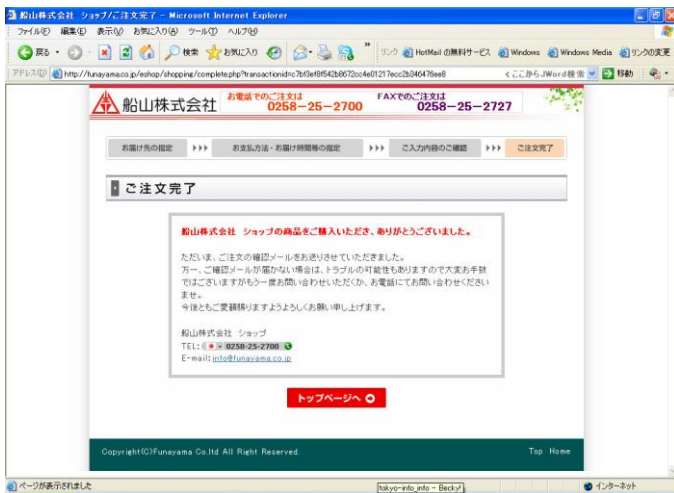 船山株式会社 ショップ/ご注文完了 - Microsoft Internet Explorer
ファイル(F) 編集(E) 表示(V) お気に入り(A) ツール(T) ヘルプ(H)
戻る 検索 お気に入り リンク HotMail の無料サービス Windows Windows Media リンクの変更
アドレス(D) くここから JWord検索 移動
船山株式会社
お電話でのご注文は
0258-25-2700
FAXでのご注文は
0258-25-2727
お届け先の指定 お支払方法・お届け時間等の指定 ご入力内容のご確認 ご注文完了
ご注文完了
船山株式会社 ショップの商品をご購入いただき、ありがとうございました。
ただいま、ご注文の確認メールをお送りさせていただきました。
万一、ご確認メールが届かない場合は、トラブルの可能性もありますので大変お手数
ではございますがもう一度お問い合わせいただくか、お電話にてお問い合わせください
ませ。
今後ともご愛顧賜りますようよろしくお願い申し上げます。
船山株式会社 ショップ
TEL: 0258-25-2700
E-mail: info@funayama.co.jp
トップページへ
Copyright(C)Funayama Co.ltd All Right Reserved.
Top Home
ページが表示されました
tokyo-info_info - Becky!
インターネット